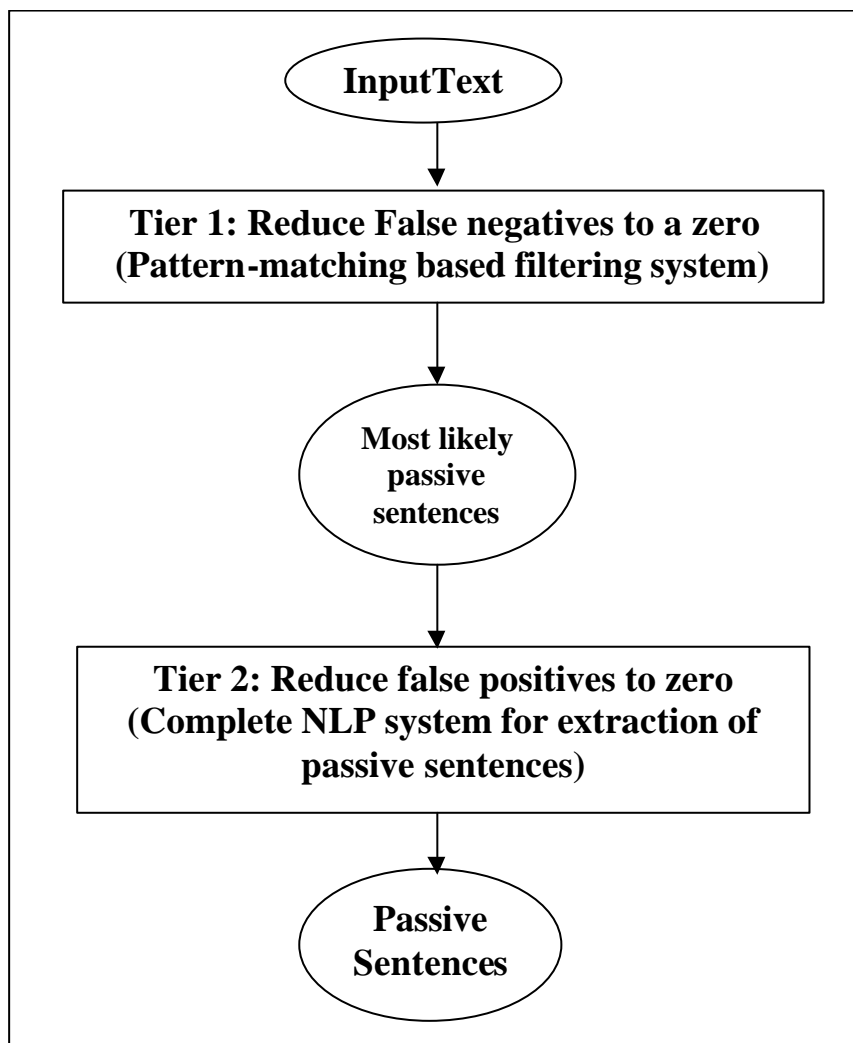 InputText
Tier 1: Reduce False negatives to a zero
(Pattern-matching based filtering system)
Most likely
passive
sentences
Tier 2: Reduce false positives to zero
(Complete NLP system for extraction of
passive sentences)
Passive
Sentences